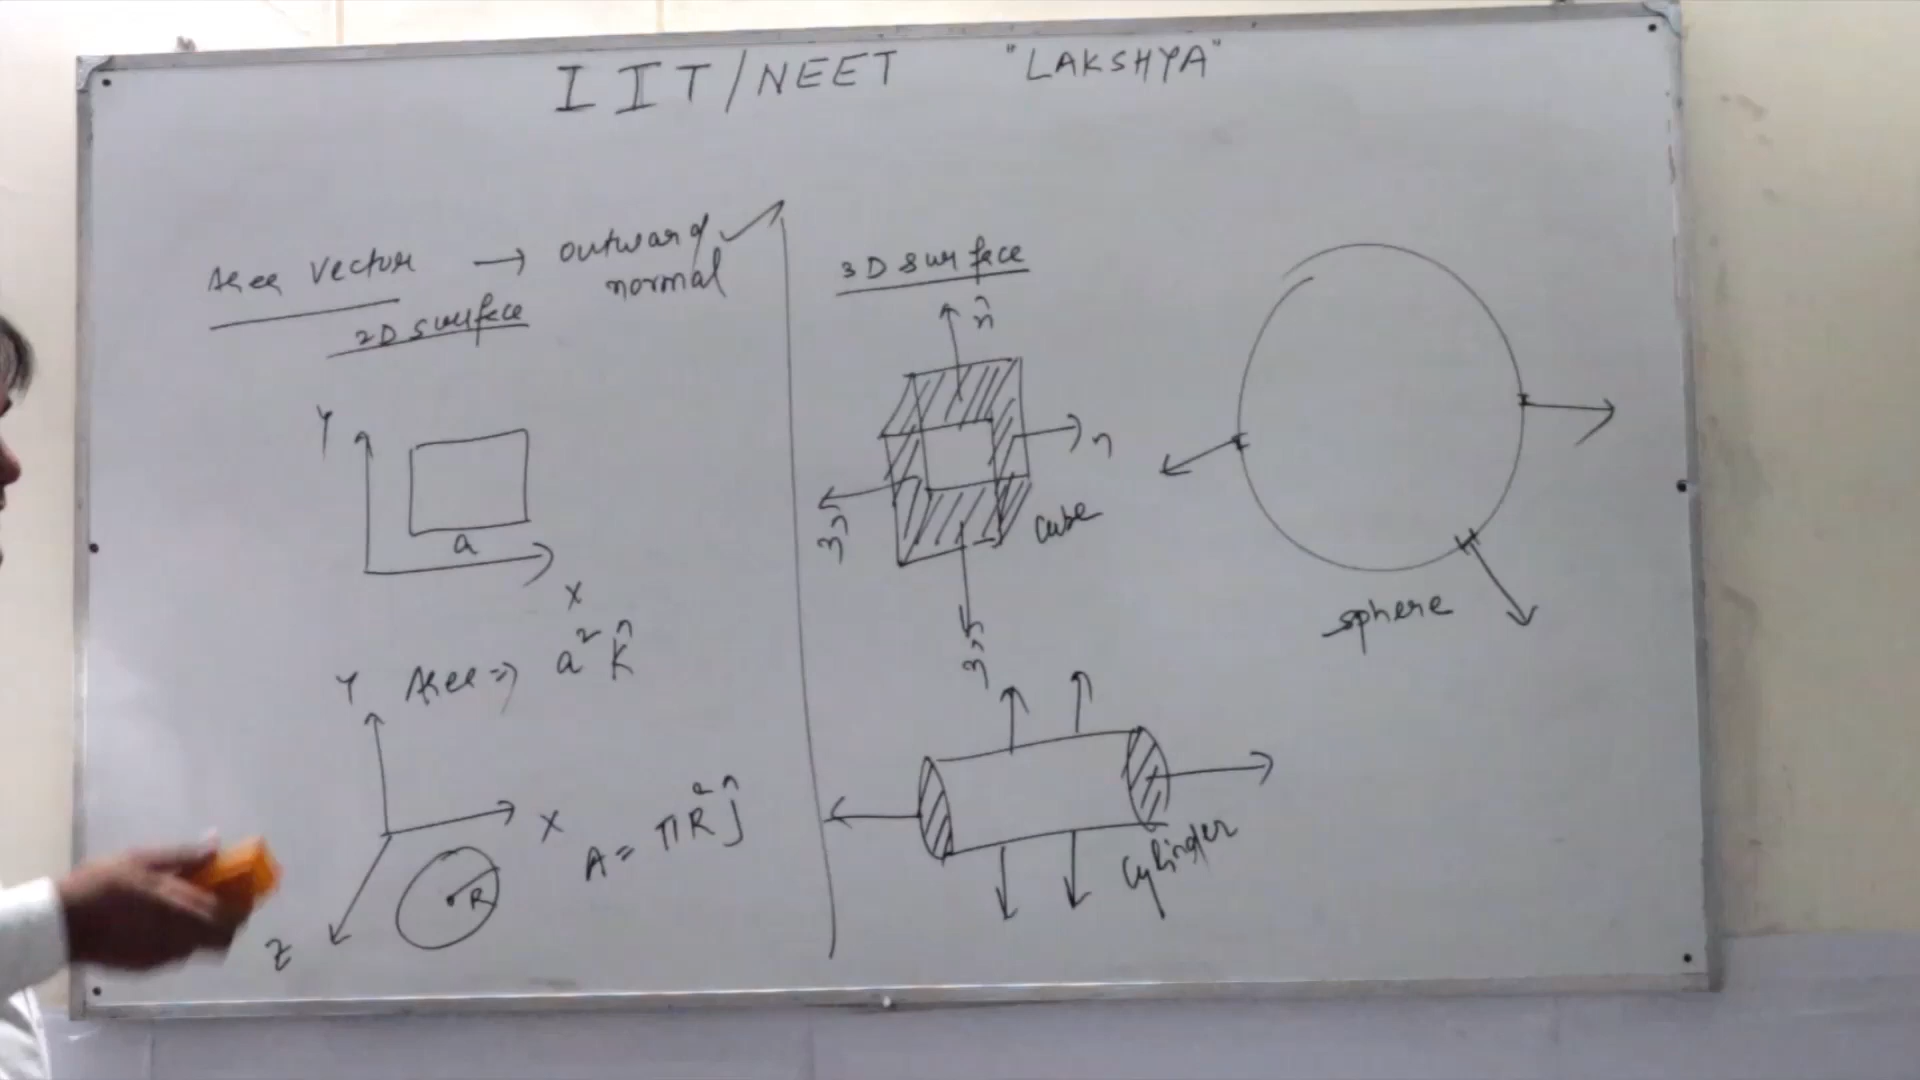 IIT/NEET "LAKSHYA"
Area Vector → outward normal
2D surface
Y
a
X
Area ⇒ a² k̂
Y
X
Z
R
A = πR² ĵ
3D surface
n̂
n
n̂
n̂
cube
sphere
cylinder